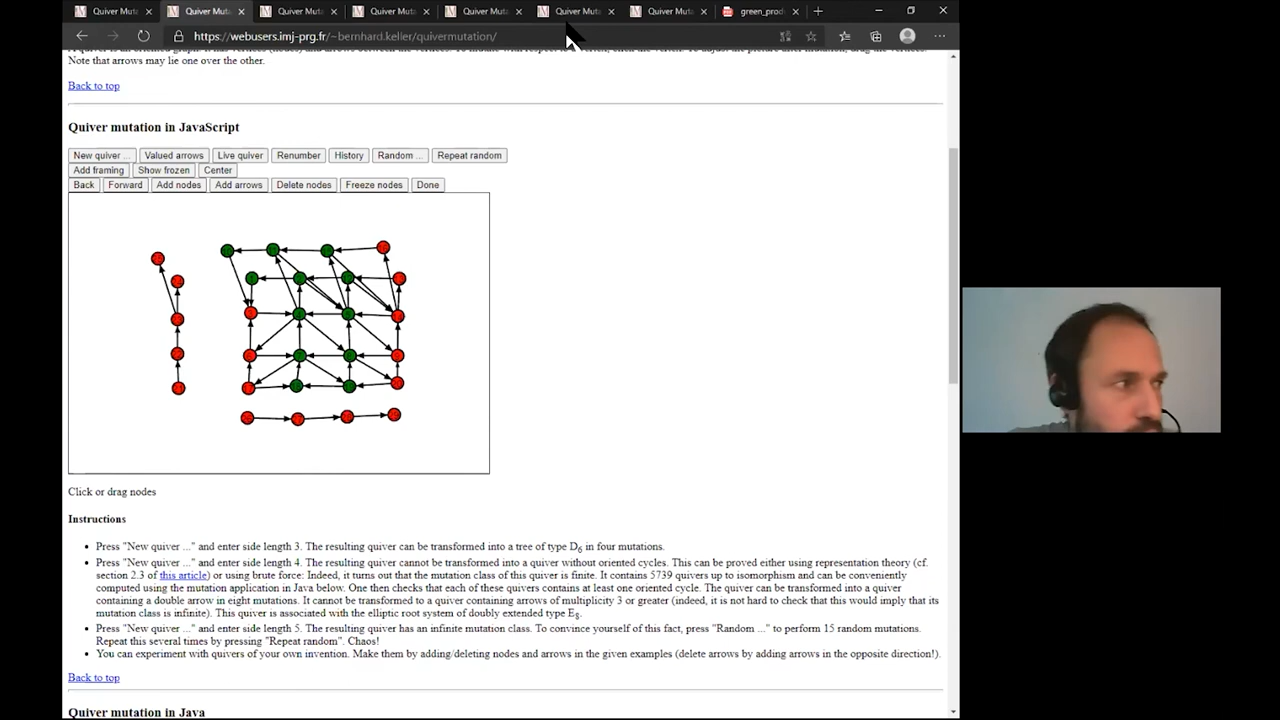 Quiver Muta Quiver Muta Quiver Muta Quiver Muta Quiver Muta Quiver Muta Quiver Muta green_prod
https://webusers.imj-prg.fr/~bernhard.keller/quivermutation/
Note that arrows may lie one over the other.
Back to top
Quiver mutation in JavaScript
New quiver ... Valued arrows Live quiver Renumber History Random ... Repeat random
Add framing Show frozen Center
Back Forward Add nodes Add arrows Delete nodes Freeze nodes Done
Click or drag nodes
Instructions
• Press "New quiver ..." and enter side length 3. The resulting quiver can be transformed into a tree of type D6 in four mutations.
• Press "New quiver ..." and enter side length 4. The resulting quiver cannot be transformed into a quiver without oriented cycles. This can be proved either using representation theory (cf.
section 2.3 of this article) or using brute force: Indeed, it turns out that the mutation class of this quiver is finite. It contains 5739 quivers up to isomorphism and can be conveniently
computed using the mutation application in Java below. One then checks that each of these quivers contains at least one oriented cycle. The quiver can be transformed into a quiver
containing a double arrow in eight mutations. It cannot be transformed to a quiver containing arrows of multiplicity 3 or greater (indeed, it is not hard to check that this would imply that its
mutation class is infinite). This quiver is associated with the elliptic root system of doubly extended type E8.
• Press "New quiver ..." and enter side length 5. The resulting quiver has an infinite mutation class. To convince yourself of this fact, press "Random ..." to perform 15 random mutations.
Repeat this several times by pressing "Repeat random". Chaos!
• You can experiment with quivers of your own invention. Make them by adding/deleting nodes and arrows in the given examples (delete arrows by adding arrows in the opposite direction!).
Back to top
Quiver mutation in Java